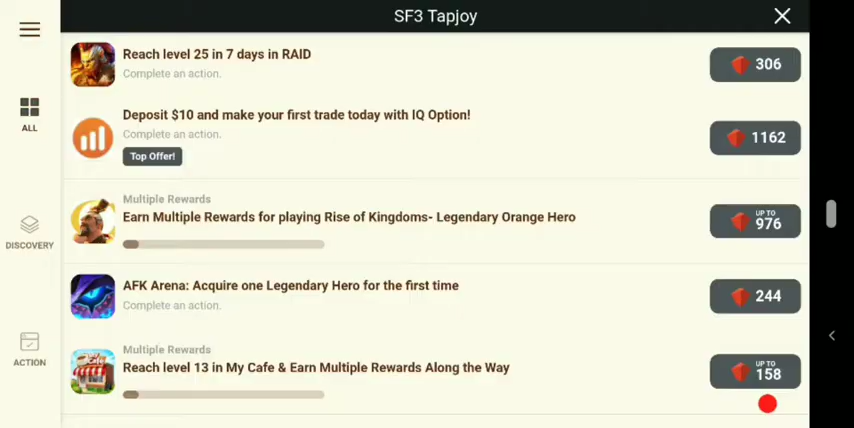 SF3 Tapjoy
ALL
DISCOVERY
ACTION
Reach level 25 in 7 days in RAID
Complete an action.
306
Deposit $10 and make your first trade today with IQ Option!
Complete an action.
Top Offer!
1162
Multiple Rewards
Earn Multiple Rewards for playing Rise of Kingdoms- Legendary Orange Hero
UP TO
976
AFK Arena: Acquire one Legendary Hero for the first time
Complete an action.
244
Multiple Rewards
Reach level 13 in My Cafe & Earn Multiple Rewards Along the Way
UP TO
158